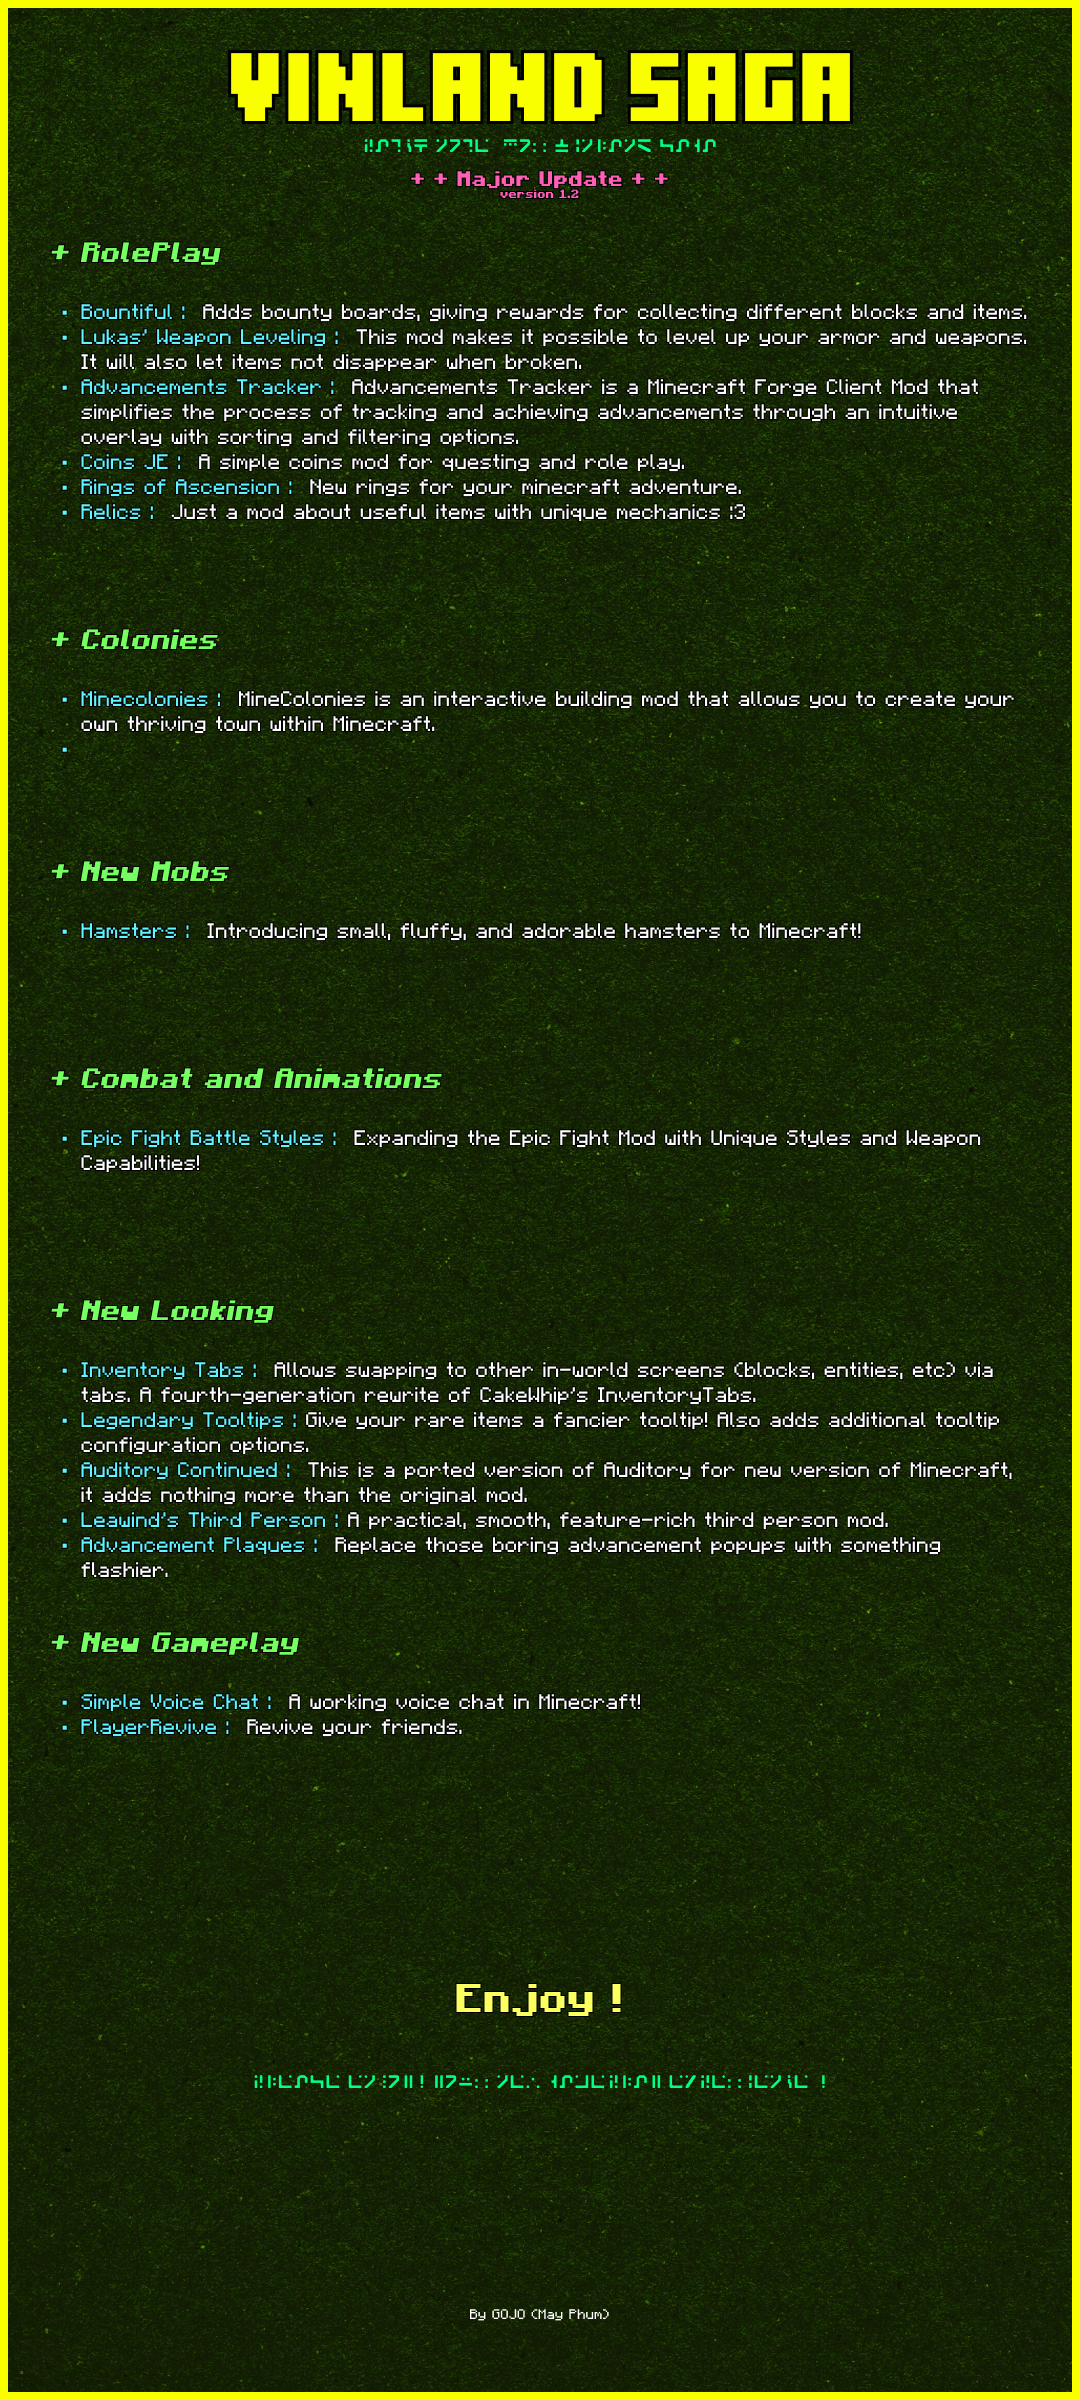 VINLAND SAGA
+ + Major Update + +
version 1.2
+ RolePlay
• Bountiful : Adds bounty boards, giving rewards for collecting different blocks and items.
• Lukas' Weapon Leveling : This mod makes it possible to level up your armor and weapons.
It will also let items not disappear when broken.
• Advancements Tracker : Advancements Tracker is a Minecraft Forge Client Mod that
simplifies the process of tracking and achieving advancements through an intuitive
overlay with sorting and filtering options.
• Coins JE : A simple coins mod for questing and role play.
• Rings of Ascension : New rings for your minecraft adventure.
• Relics : Just a mod about useful items with unique mechanics :3
+ Colonies
• Minecolonies : MineColonies is an interactive building mod that allows you to create your
own thriving town within Minecraft.
•
+ New Mobs
• Hamsters : Introducing small, fluffy, and adorable hamsters to Minecraft!
+ Combat and Animations
• Epic Fight Battle Styles : Expanding the Epic Fight Mod with Unique Styles and Weapon
Capabilities!
+ New Looking
• Inventory Tabs : Allows swapping to other in-world screens (blocks, entities, etc) via
tabs. A fourth-generation rewrite of CakeWhip's InventoryTabs.
• Legendary Tooltips : Give your rare items a fancier tooltip! Also adds additional tooltip
configuration options.
• Auditory Continued : This is a ported version of Auditory for new version of Minecraft,
it adds nothing more than the original mod.
• Leawind's Third Person : A practical, smooth, feature-rich third person mod.
• Advancement Plaques : Replace those boring advancement popups with something
flashier.
+ New Gameplay
• Simple Voice Chat : A working voice chat in Minecraft!
• PlayerRevive : Revive your friends.
Enjoy !
By GOJO (May Phum)